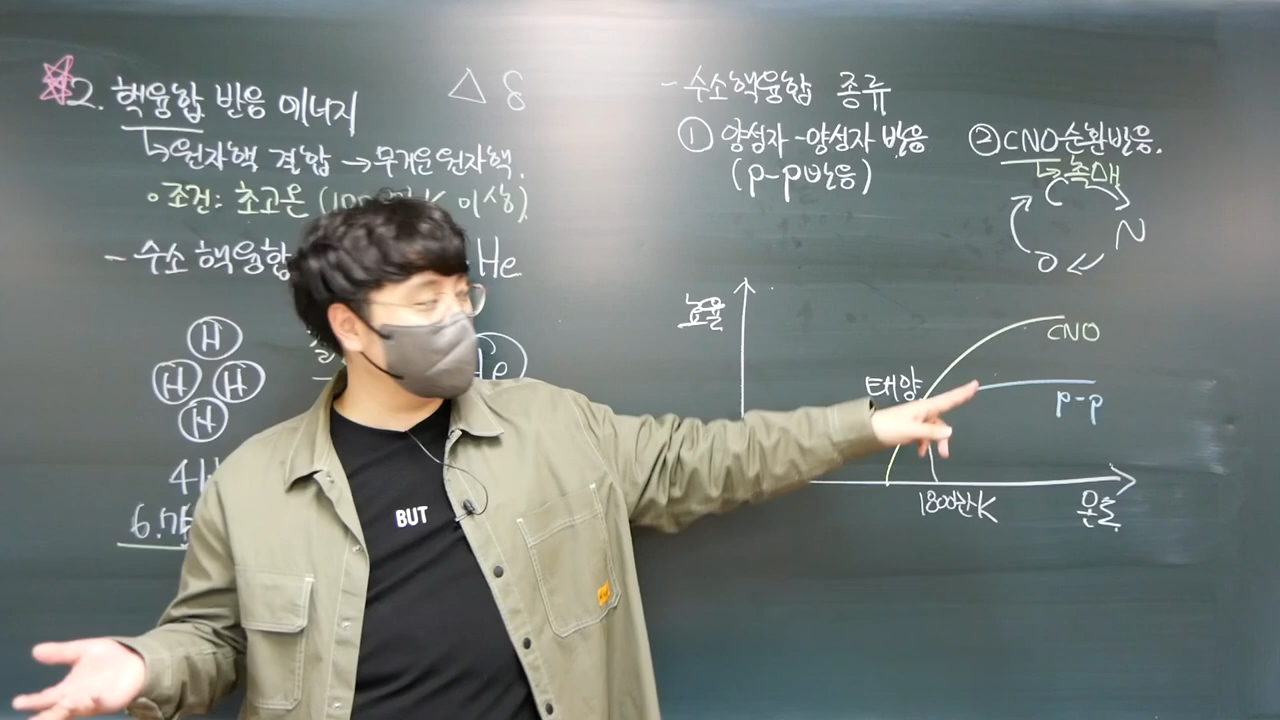 2. 핵융합 반응 에너지
△ δ
↳ 원자핵 결합 → 무거운 원자핵.
조건: 초고온 (100 K 이상)
- 수소 핵융합
He
H
H H
H
4H
6.
BUT
- 수소핵융합 종류
① 양성자-양성자 반응
(p-p반응)
② CNO순환반응.
↳ 촉매
C
N
O
효율
CNO
태양
p-p
1800만K
온도